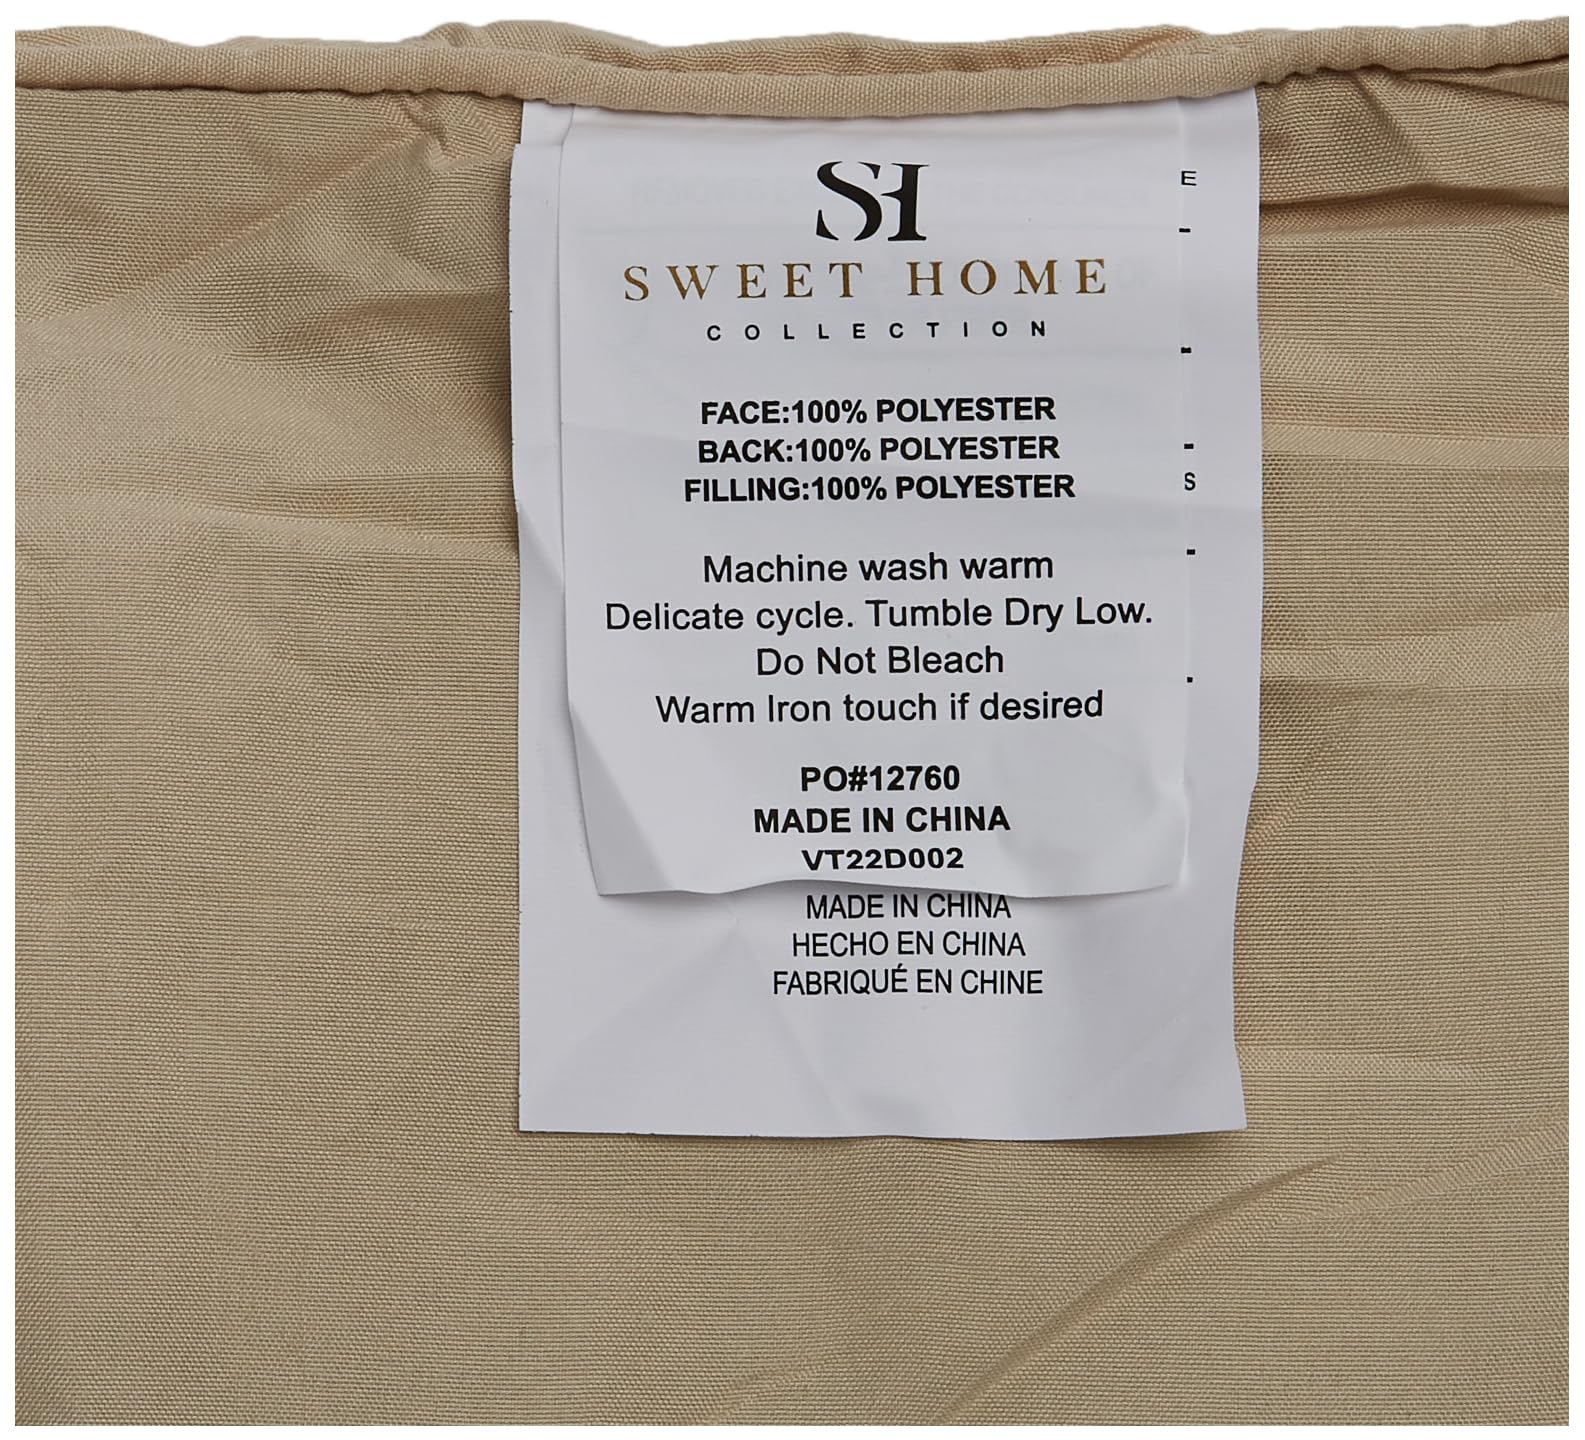 SH
SWEET HOME
COLLECTION
FACE:100% POLYESTER
BACK:100% POLYESTER
FILLING:100% POLYESTER
Machine wash warm
Delicate cycle. Tumble Dry Low.
Do Not Bleach
Warm Iron touch if desired
PO#12760
MADE IN CHINA
VT22D002
MADE IN CHINA
HECHO EN CHINA
FABRIQUÉ EN CHINE
E
S